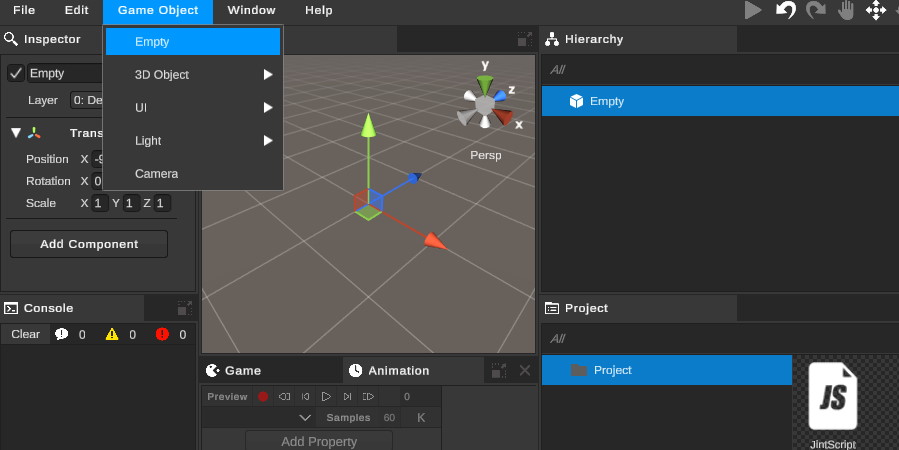 File Edit Game Object Window Help
Inspector
Empty
Layer 0: De
Trans
Position X -9
Rotation X 0
Scale X 1 Y 1 Z 1
Add Component
Empty
3D Object
UI
Light
Camera
y
z
x
Persp
Hierarchy
All
Empty
Console
Clear 0 0 0
Game Animation
Preview 0
Samples 60 K
Add Property
Project
All
Project
JS
JintScript